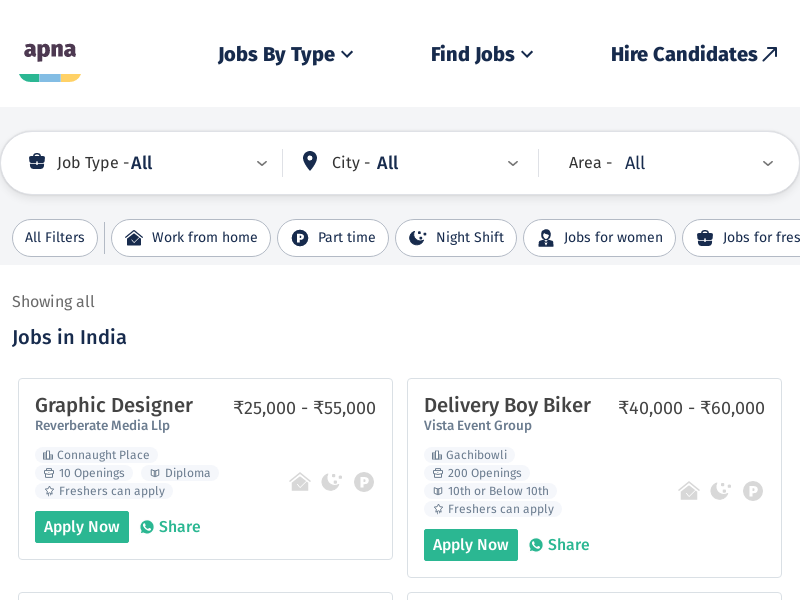 apna
Jobs By Type
Find Jobs
Hire Candidates
Job Type - All
City - All
Area - All
All Filters
Work from home
Part time
Night Shift
Jobs for women
Jobs for fres
Showing all
Jobs in India
Graphic Designer
₹25,000 - ₹55,000
Reverberate Media Llp
Connaught Place
10 Openings
Diploma
Freshers can apply
Apply Now
Share
Delivery Boy Biker
₹40,000 - ₹60,000
Vista Event Group
Gachibowli
200 Openings
10th or Below 10th
Freshers can apply
Apply Now
Share